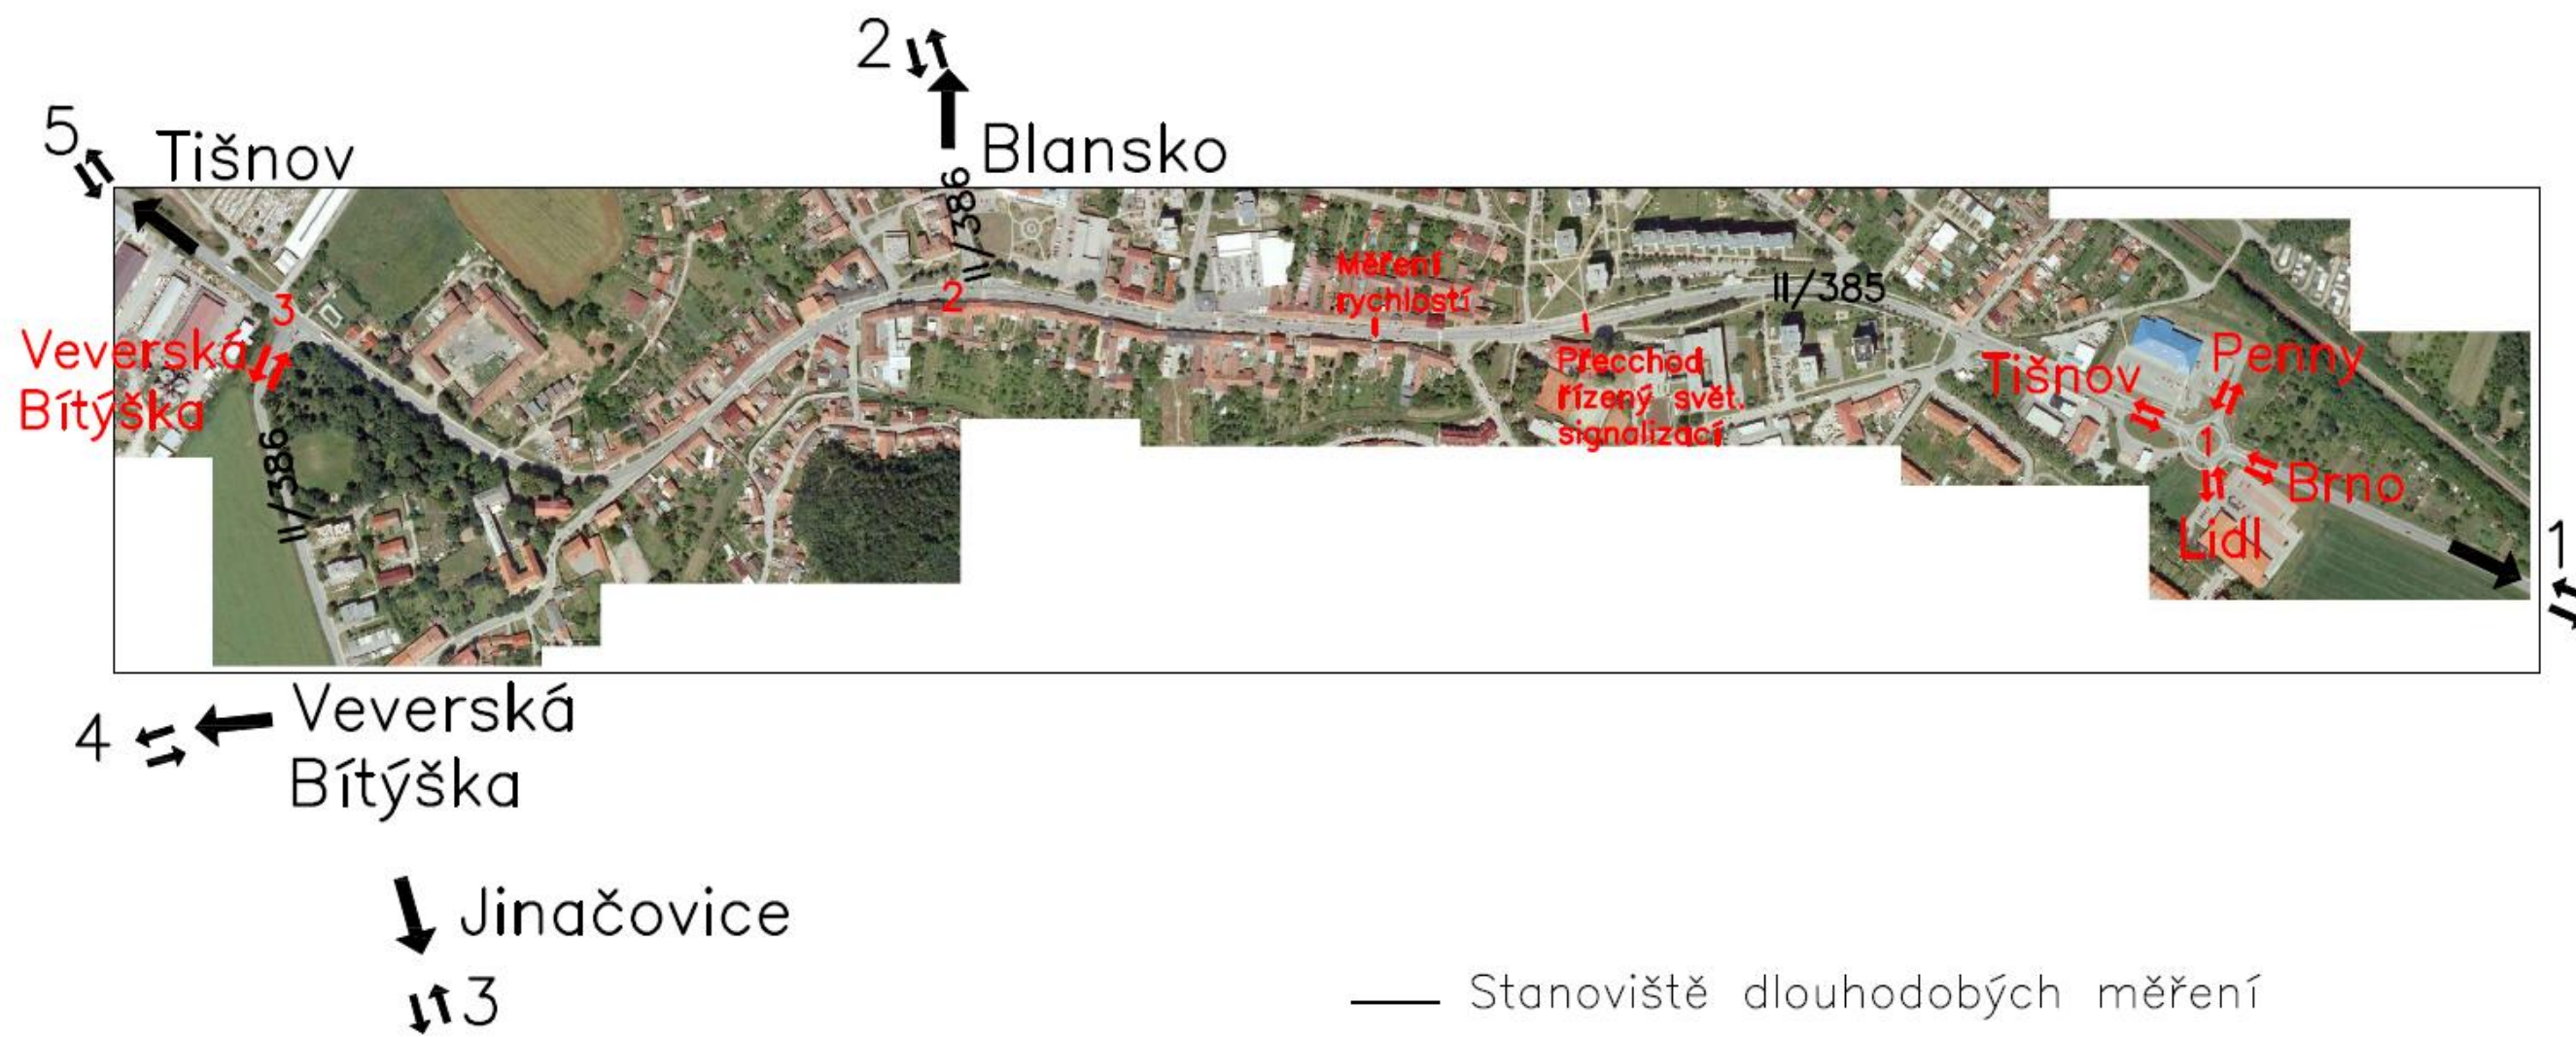 2
5
Tišnov
Blansko
II/386
3
2
Měření
rychlostí
II/385
Veverská
Bítýška
Přecchod
řízený svět.
signalizací
Tišnov
Penny
1
Brno
Lidl
II/386
1
4
Veverská
Bítýška
Jinačovice
3
Stanoviště dlouhodobých měření